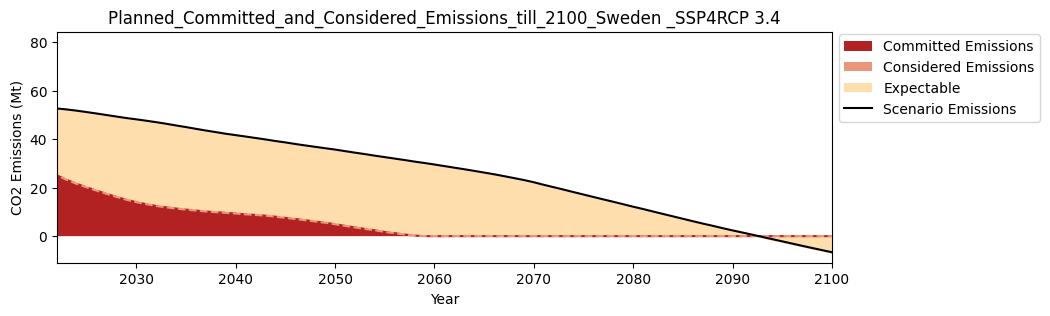 Planned_Committed_and_Considered_Emissions_till_2100_Sweden _SSP4RCP 3.4
80
60
40
20
0
CO2 Emissions (Mt)
2030 2040 2050 2060 2070 2080 2090 2100
Year
Committed Emissions
Considered Emissions
Expectable
Scenario Emissions